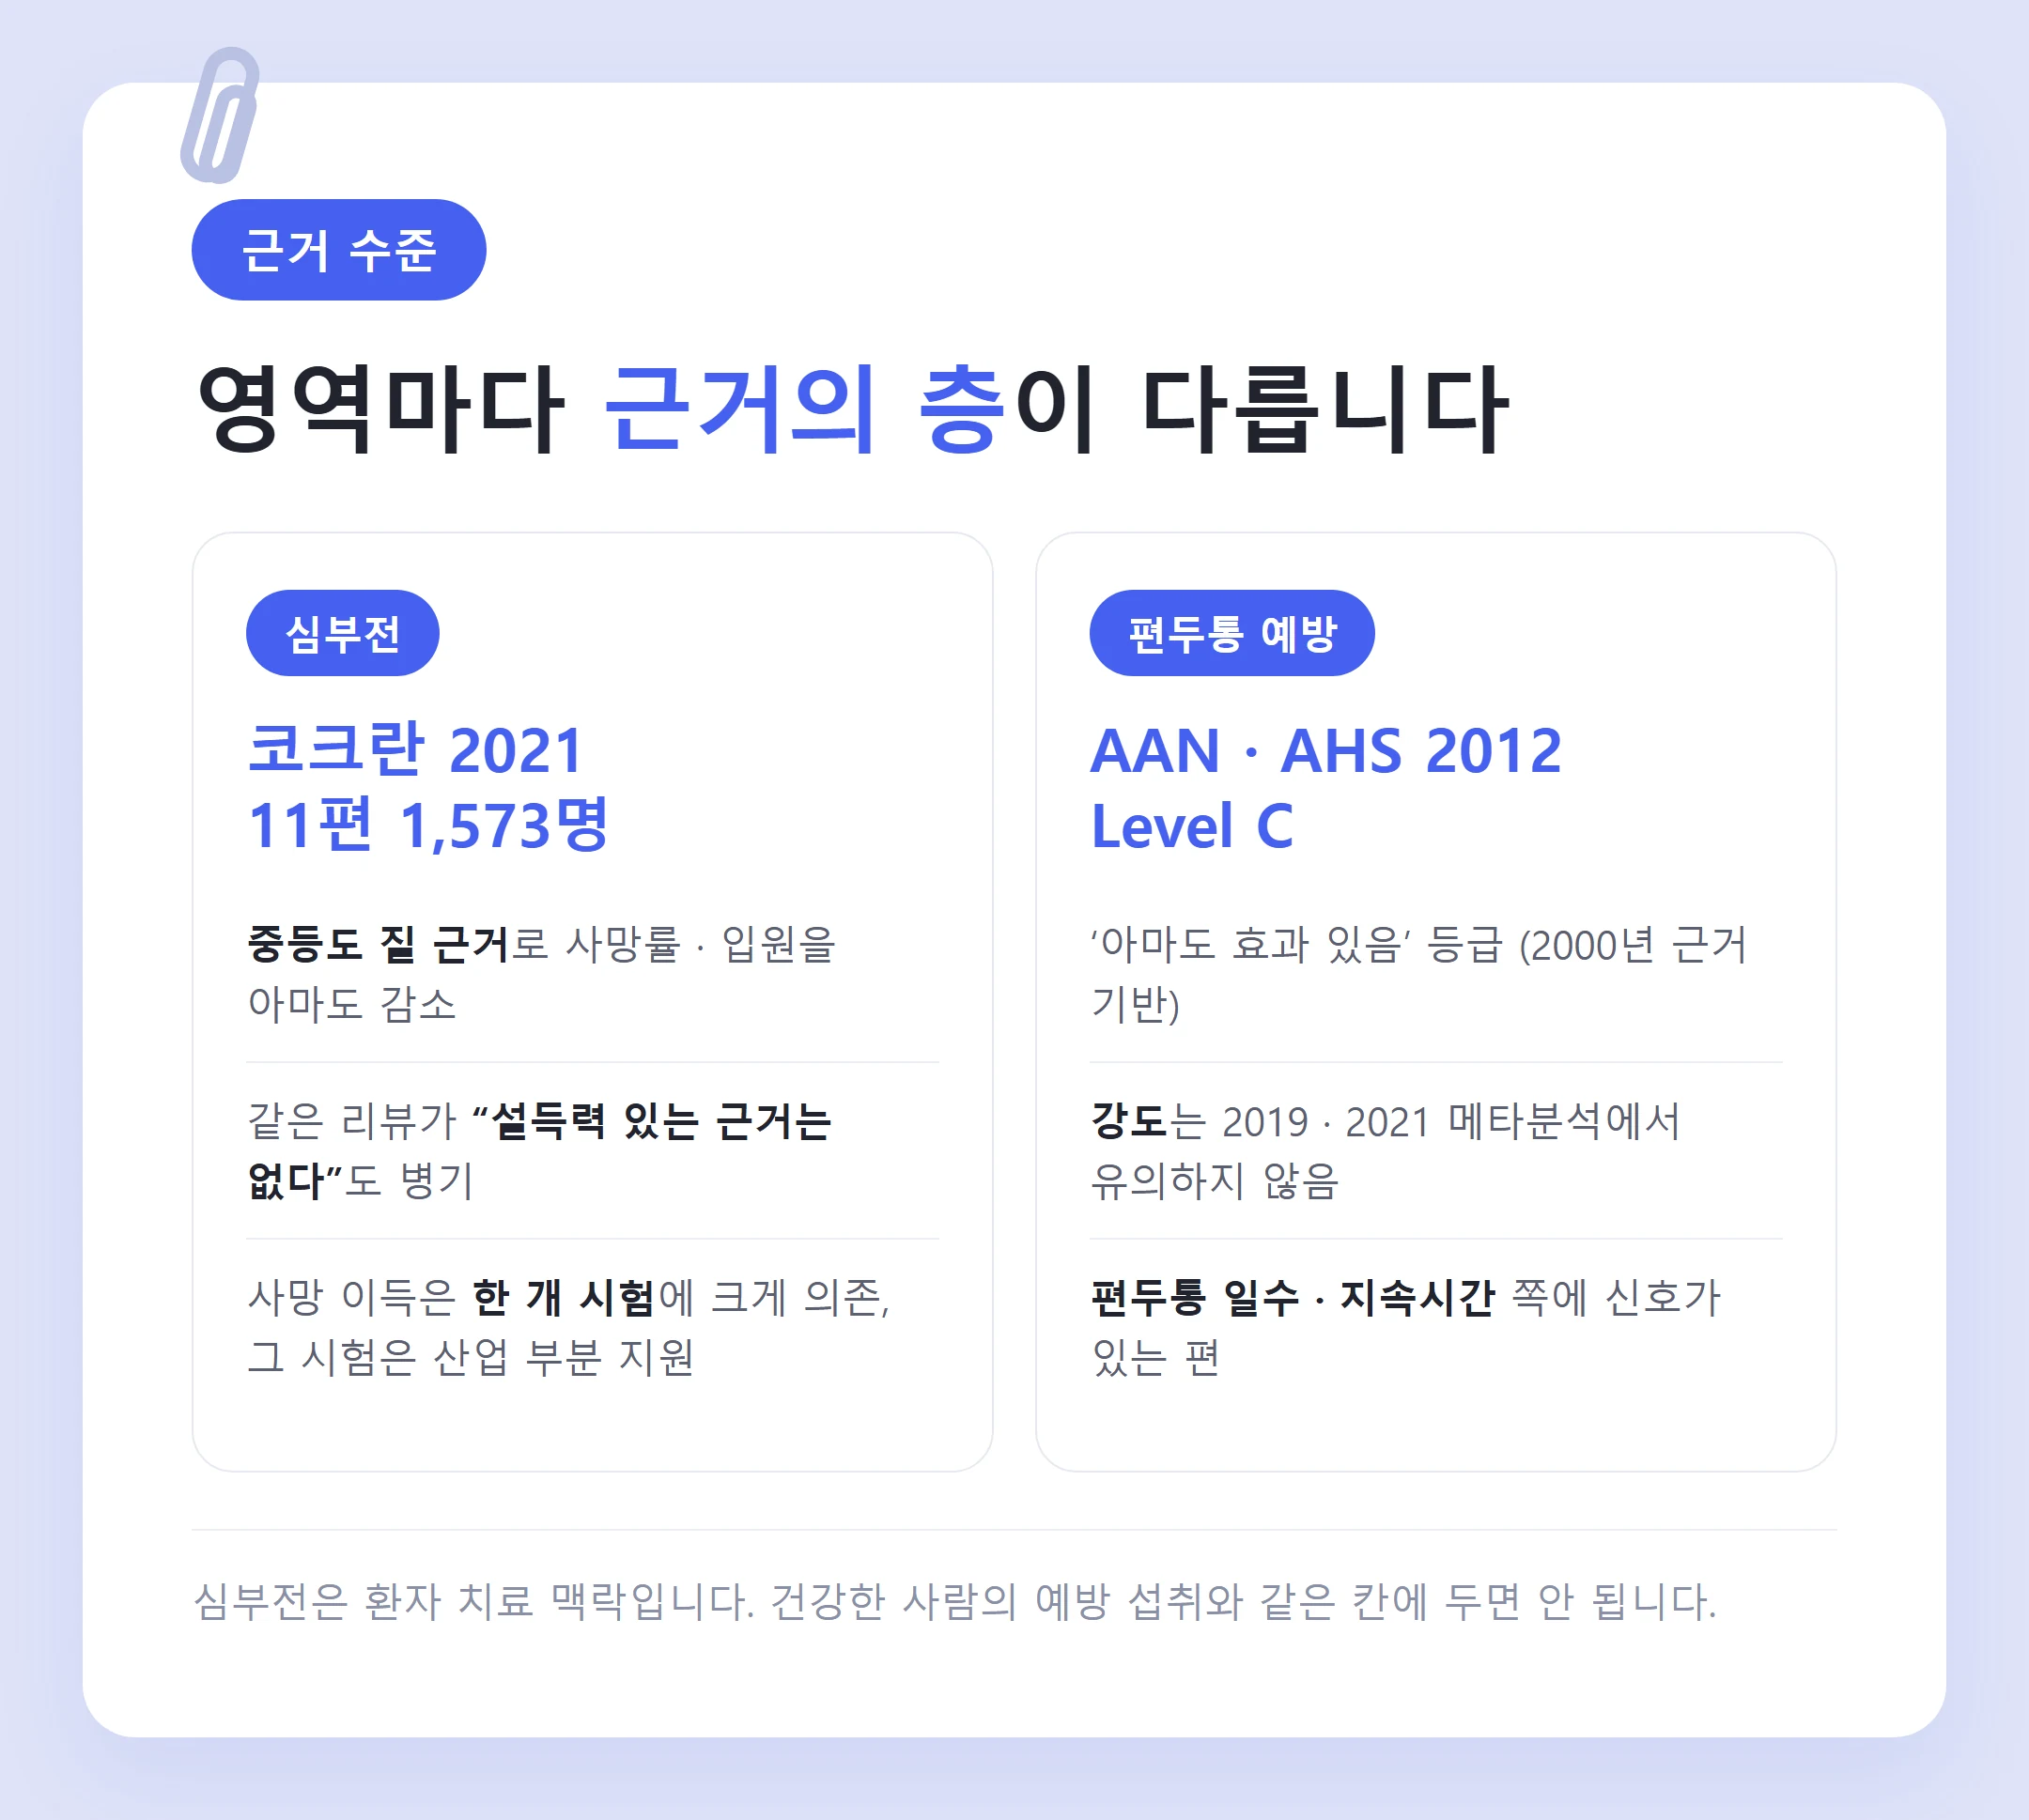 근거 수준
영역마다 근거의 층이 다릅니다
심부전
코크란 2021
11편 1,573명
중등도 질 근거로 사망률 · 입원을
아마도 감소
같은 리뷰가 “설득력 있는 근거는
없다”도 병기
사망 이득은 한 개 시험에 크게 의존,
그 시험은 산업 부분 지원
편두통 예방
AAN · AHS 2012
Level C
‘아마도 효과 있음’ 등급 (2000년 근거
기반)
강도는 2019 · 2021 메타분석에서
유의하지 않음
편두통 일수 · 지속시간 쪽에 신호가
있는 편
심부전은 환자 치료 맥락입니다. 건강한 사람의 예방 섭취와 같은 칸에 두면 안 됩니다.